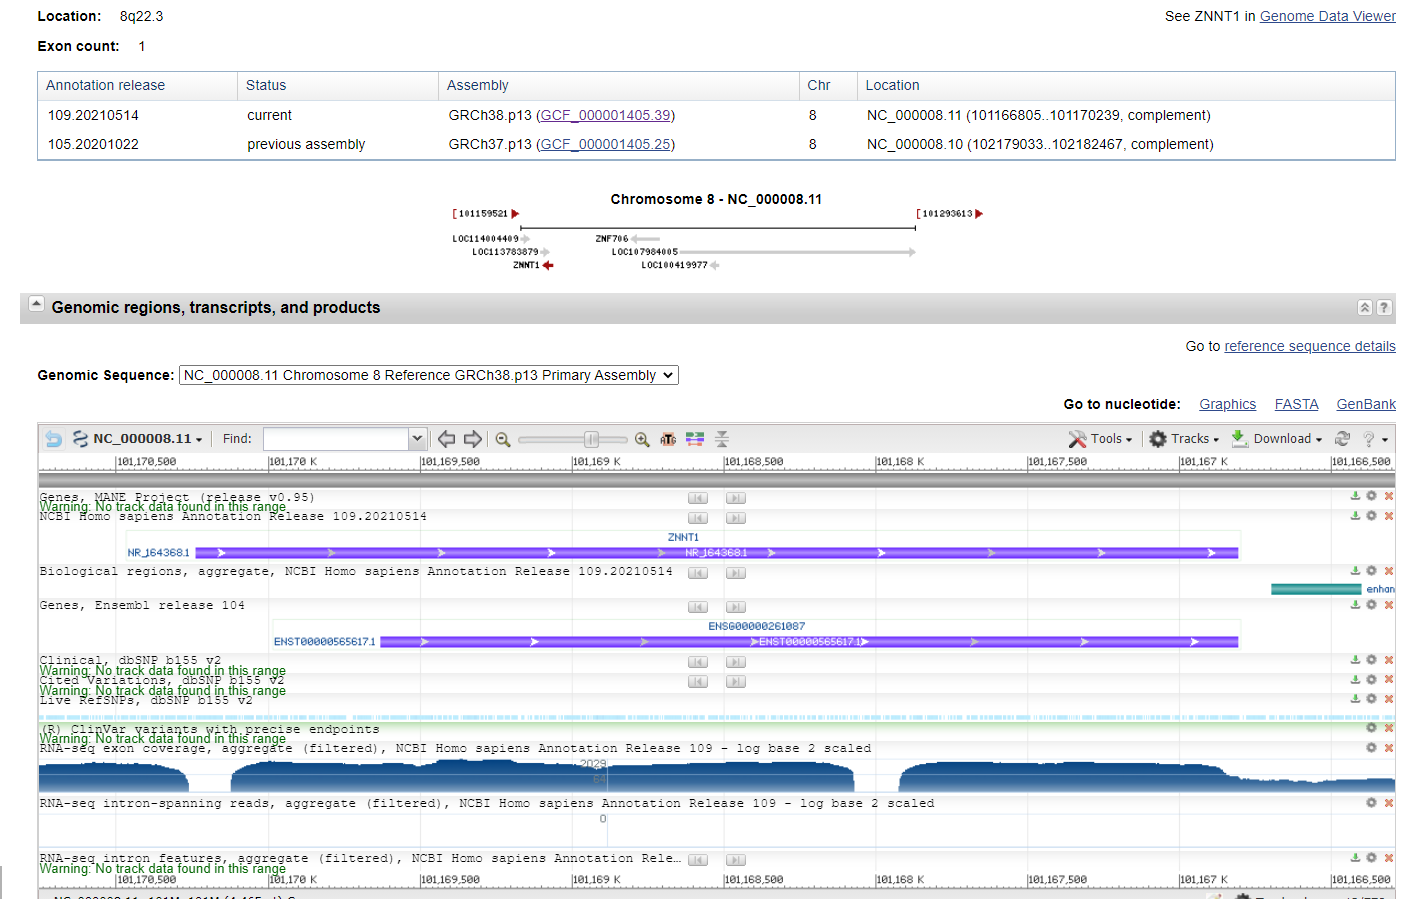 Location: 8q22.3
See ZNNT1 in Genome Data Viewer
Exon count: 1
Annotation release Status Assembly Chr Location
109.20210514 current GRCh38.p13 (GCF_000001405.39) 8 NC_000008.11 (101166805..101170239, complement)
105.20201022 previous assembly GRCh37.p13 (GCF_000001405.25) 8 NC_000008.10 (102179033..102182467, complement)
Chromosome 8 - NC_000008.11
[101159521 [101293613
LOC114004409 ZNF706
LOC113783879 LOC107984005
ZNNT1 LOC100419977
Genomic regions, transcripts, and products
Go to reference sequence details
Genomic Sequence: NC_000008.11 Chromosome 8 Reference GRCh38.p13 Primary Assembly
Go to nucleotide: Graphics FASTA GenBank
NC_000008.11 Find: ATG Tools Tracks Download ?
101,170,500 101,170 K 101,169,500 101,169 K 101,168,500 101,168 K 101,167,500 101,167 K 101,166,500
Genes, MANE Project (release v0.95)
Warning: No track data found in this range
NCBI Homo sapiens Annotation Release 109.20210514
ZNNT1
NR_164368.1 NR_164368.1
Biological regions, aggregate, NCBI Homo sapiens Annotation Release 109.20210514
enhan
Genes, Ensembl release 104
ENSG00000261087
ENST00000565617.1 ENST00000565617.1
Clinical, dbSNP b155 v2
Warning: No track data found in this range
Cited Variations, dbSNP b155 v2
Warning: No track data found in this range
Live RefSNPs, dbSNP b155 v2
(R) ClinVar variants with precise endpoints
Warning: No track data found in this range
RNA-seq exon coverage, aggregate (filtered), NCBI Homo sapiens Annotation Release 109 - log base 2 scaled
2029
64
RNA-seq intron-spanning reads, aggregate (filtered), NCBI Homo sapiens Annotation Release 109 - log base 2 scaled
0
RNA-seq intron features, aggregate (filtered), NCBI Homo sapiens Annotation Rele...
Warning: No track data found in this range
101,170,500 101,170 K 101,169,500 101,169 K 101,168,500 101,168 K 101,167,500 101,167 K 101,166,500